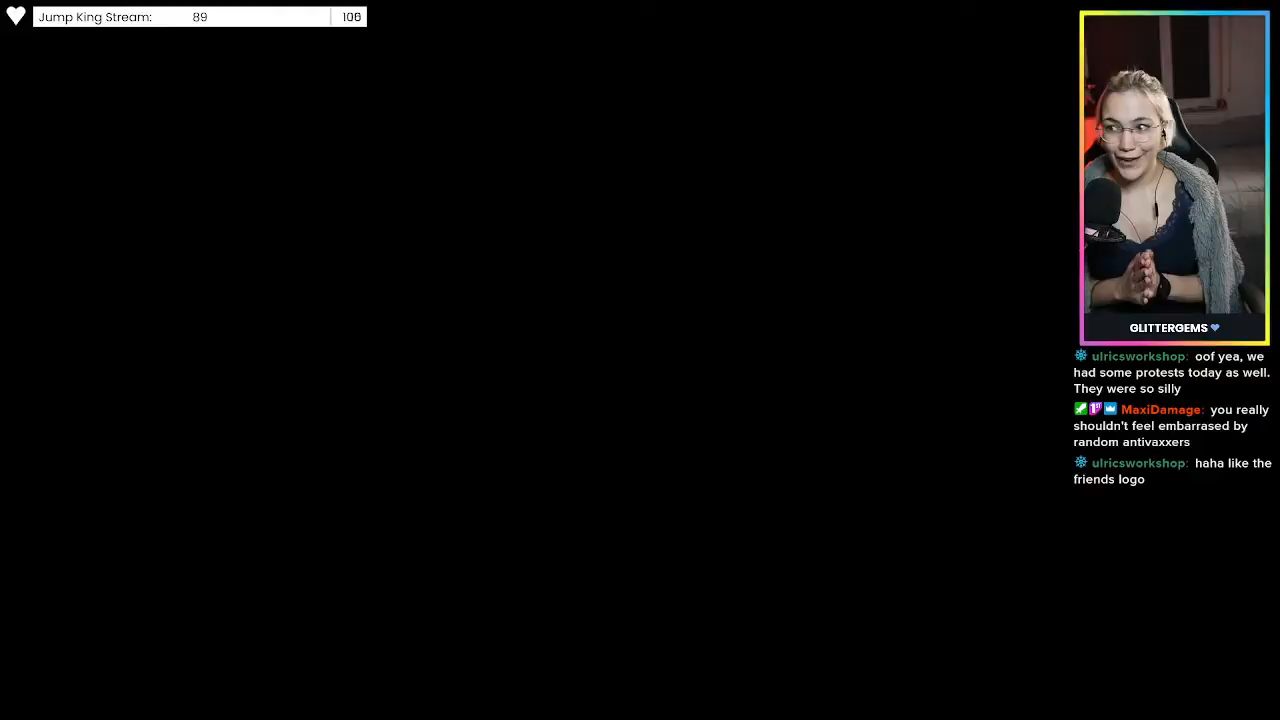 Jump King Stream: 89 106
GLITTERGEMS
ulricsworkshop: oof yea, we
had some protests today as well.
They were so silly
MaxiDamage: you really
shouldn't feel embarrased by
random antivaxxers
ulricsworkshop: haha like the
friends logo